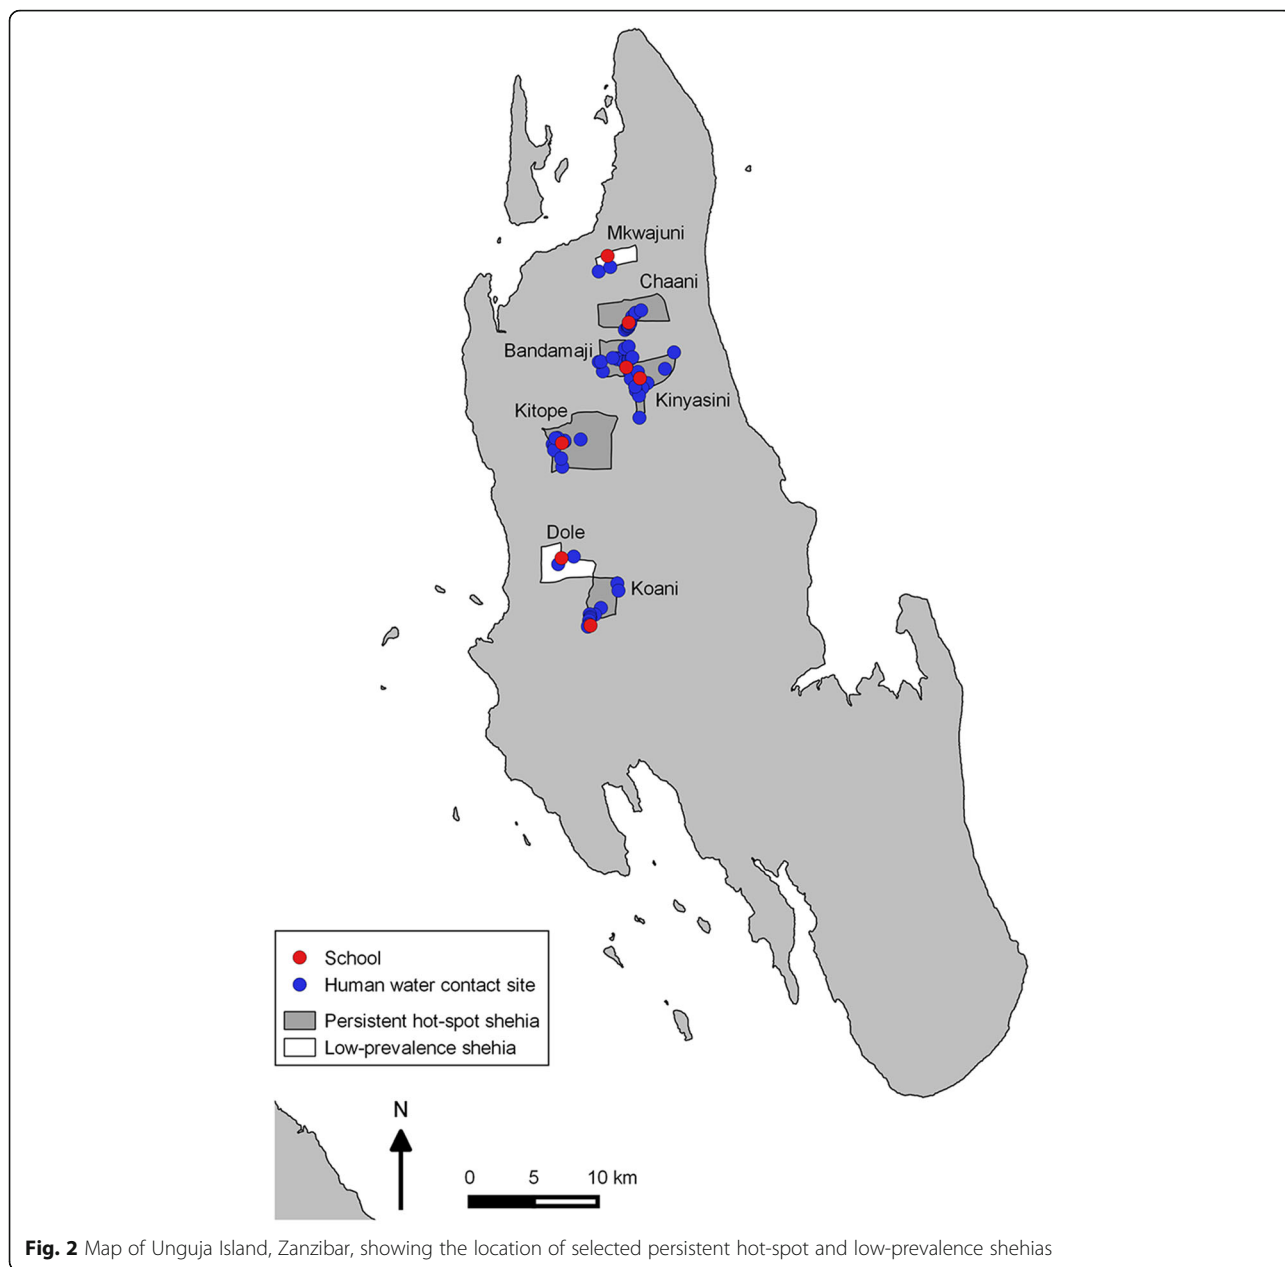 Mkwajuni
Chaani
Bandamaji
Kinyasini
Kitope
Dole
Koani
School
Human water contact site
Persistent hot-spot shehia
Low-prevalence shehia
N
0 5 10 km
Fig. 2 Map of Unguja Island, Zanzibar, showing the location of selected persistent hot-spot and low-prevalence shehias